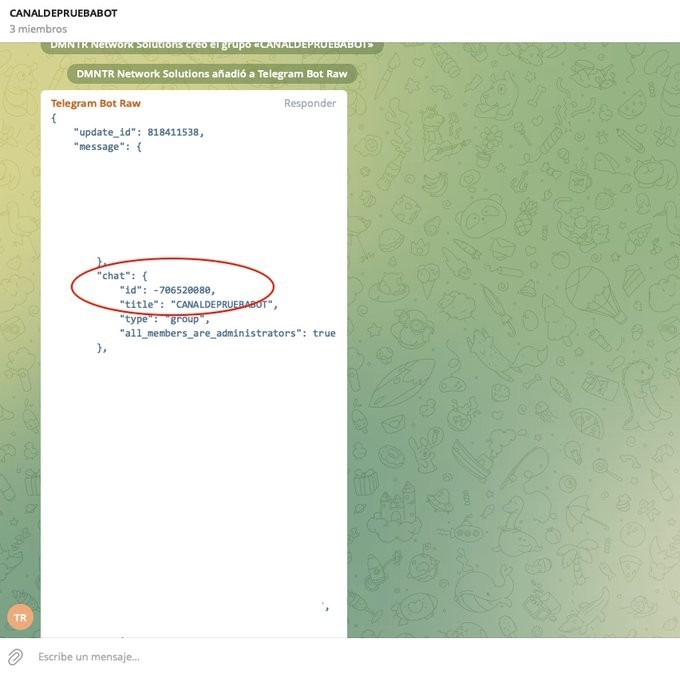 CANALDEPRUEBABOT
3 miembros
DMNTR Network Solutions creó el grupo «CANALDEPRUEBABOT»
DMNTR Network Solutions añadió a Telegram Bot Raw
Telegram Bot Raw Responder
{
"update_id": 818411538,
"message": {
},
"chat": {
"id": -706520080,
"title": "CANALDEPRUEBABOT",
"type": "group",
"all_members_are_administrators": true
},
',
TR
Escribe un mensaje...